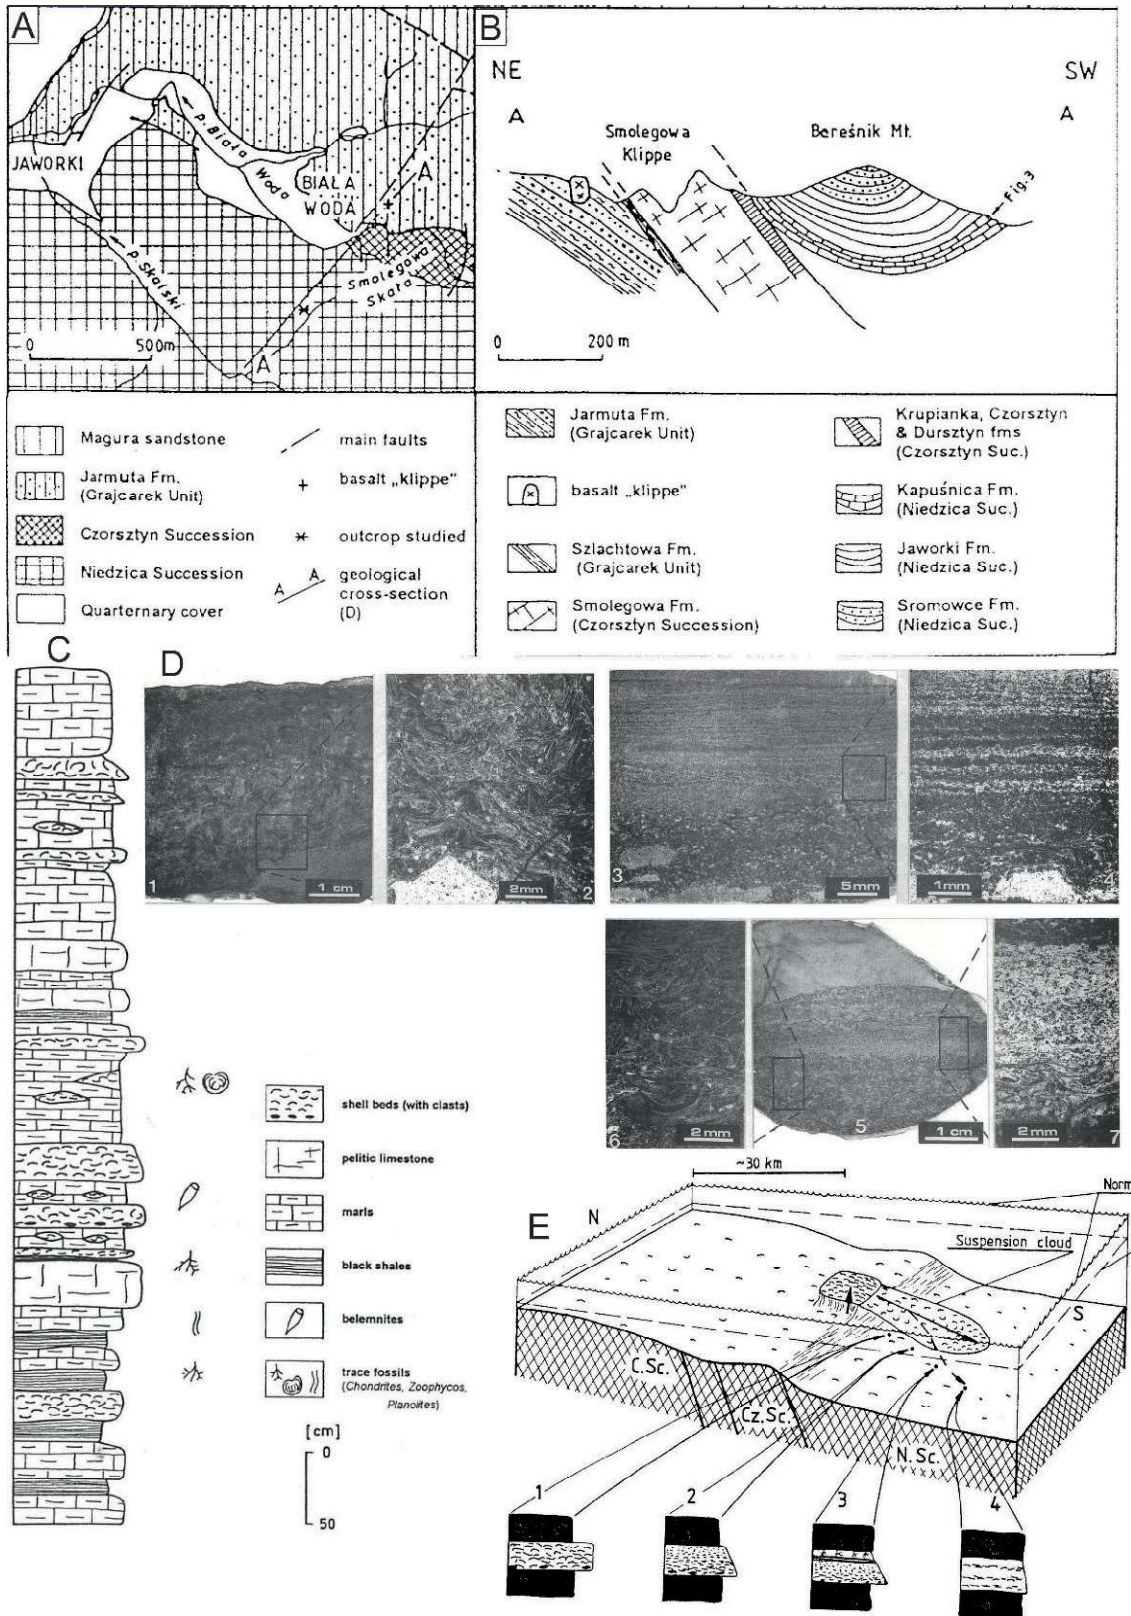 A
JAWORKI
p. Biała
Woda
BIAŁA
WODA
A
p. Skalski
Smolegowa
Skała
A
0 500m
B
NE
SW
A
A
Smolegowa
Klippe
Bereśnik Mt.
Fig.3
0 200 m
Magura sandstone
Jarmuta Fm.
(Grajcarek Unit)
Czorsztyn Succession
Niedzica Succession
Quarternary cover
main faults
basalt „klippe"
outcrop studied
A A geological
cross-section
(D)
Jarmuta Fm.
(Grajcarek Unit)
basalt „klippe"
Szlachtowa Fm.
(Grajcarek Unit)
Smolegowa Fm.
(Czorsztyn Succession)
Krupianka, Czorsztyn
& Dursztyn fms
(Czorsztyn Suc.)
Kapuśnica Fm.
(Niedzica Suc.)
Jaworki Fm.
(Niedzica Suc.)
Sromowce Fm.
(Niedzica Suc.)
C
D
1
1 cm
2mm
2
3
5mm
1mm
4
6
2mm
5
1 cm
2mm
7
shell beds (with clasts)
pelitic limestone
marls
black shales
belemnites
trace fossils
(Chondrites, Zoophycos,
Planolites)
[cm]
0
50
~30 km
E
N
Norm
Suspension cloud
S
C.Sc.
Cz.Sc.
N.Sc.
1
2
3
4